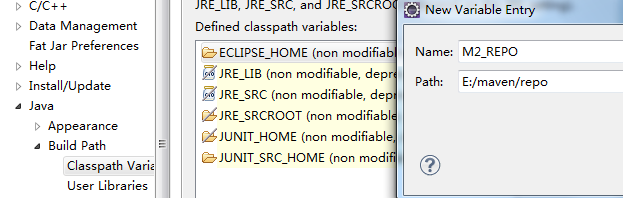 C/C++
Data Management
Fat Jar Preferences
Help
Install/Update
Java
Appearance
Build Path
Classpath Varia
User Libraries
JRE_LIB, JRE_SRC, and JRE_SRCROO
Defined classpath variables:
ECLIPSE_HOME (non modifiable
JRE_LIB (non modifiable, depre
JRE_SRC (non modifiable, depr
JRE_SRCROOT (non modifiable,
JUNIT_HOME (non modifiable,
JUNIT_SRC_HOME (non modifi
New Variable Entry
Name: M2_REPO
Path: E:/maven/repo